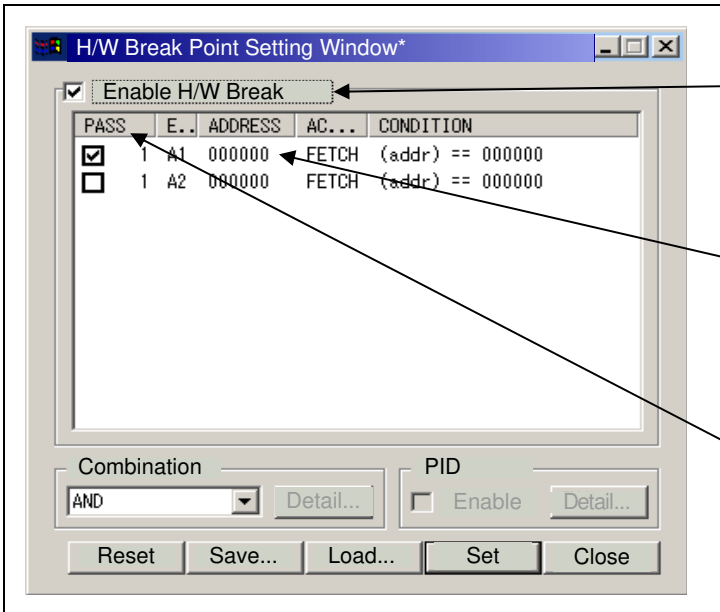 H/W Break Point Setting Window*
Enable H/W Break
PASS E.. ADDRESS AC... CONDITION
1 A1 000000 FETCH (addr) == 000000
1 A2 000000 FETCH (addr) == 000000
Combination PID
AND Detail... Enable Detail...
Reset Save... Load... Set Close